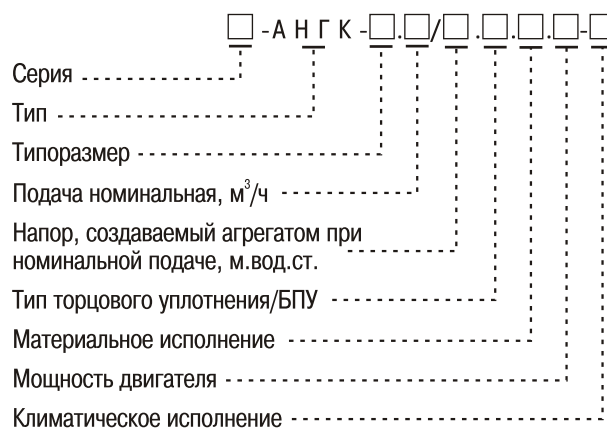 □-АНГК-□.□/□.□.□.□-□
Серия
Тип
Типоразмер
Подача номинальная, м³/ч
Напор, создаваемый агрегатом при
номинальной подаче, м.вод.ст.
Тип торцового уплотнения/БПУ
Материальное исполнение
Мощность двигателя
Климатическое исполнение